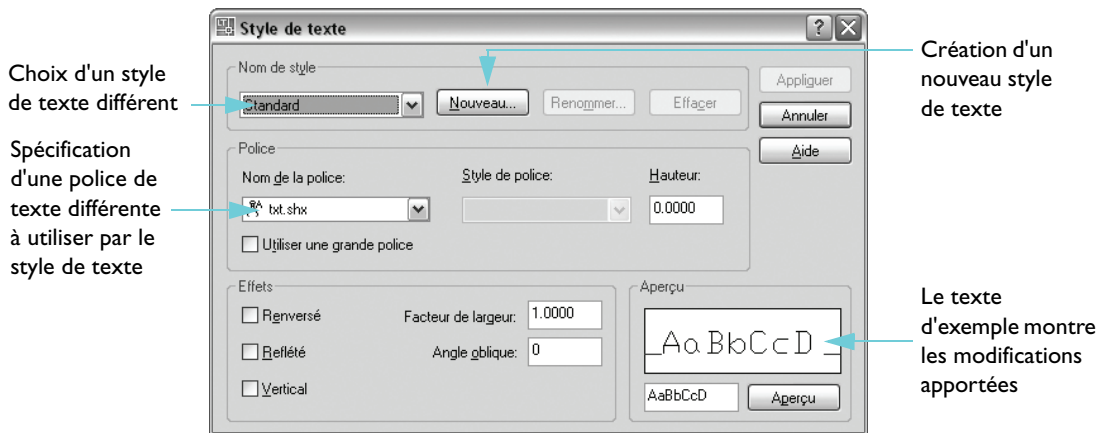 Style de texte
Choix d'un style
de texte différent
Spécification
d'une police de
texte différente
à utiliser par le
style de texte
Nom de style
Standard
Nouveau...
Renommer...
Effacer
Appliquer
Annuler
Aide
Police
Nom de la police:
Style de police:
Hauteur:
txt.shx
0.0000
Utiliser une grande police
Effets
Renversé
Facteur de largeur:
1.0000
Reflété
Angle oblique:
0
Vertical
Aperçu
AaBbCcD
AaBbCcD
Aperçu
Création d'un
nouveau style
de texte
Le texte
d'exemple montre
les modifications
apportées